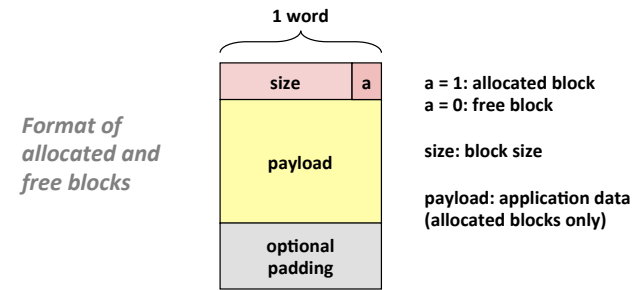 1 word
size
a
Format of
allocated and
free blocks
payload
optional
padding
a = 1: allocated block
a = 0: free block
size: block size
payload: application data
(allocated blocks only)